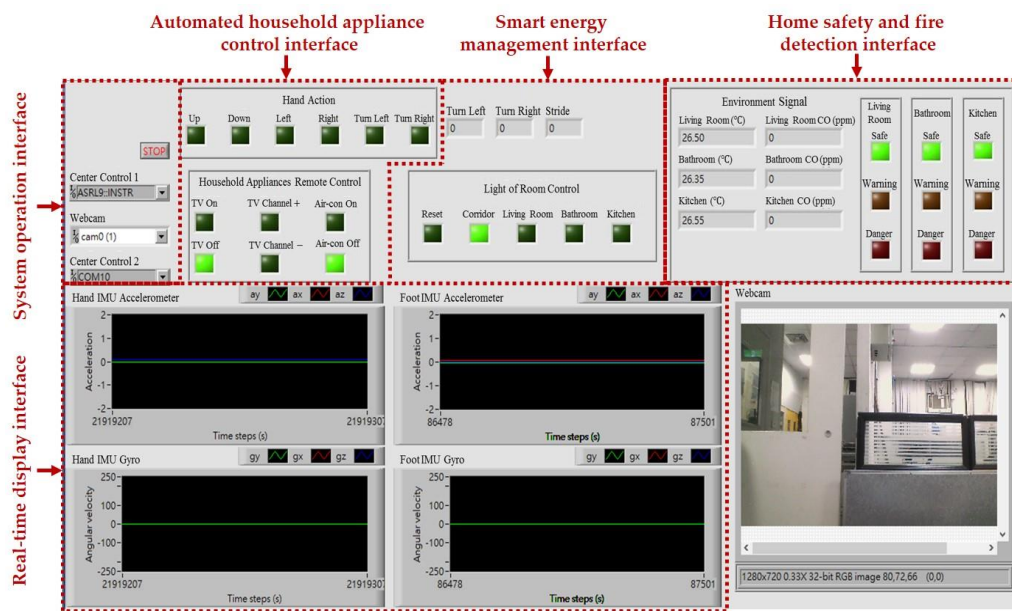 Automated household appliance
control interface
Smart energy
management interface
Home safety and fire
detection interface
System operation interface
Real-time display interface
STOP
Center Control 1
ASRL9::INSTR
Webcam
cam0 (1)
Center Control 2
COM10
Hand Action
Up Down Left Right Turn Left Turn Right
Household Appliances Remote Control
TV On TV Channel + Air-con On
TV Off TV Channel − Air-con Off
Turn Left Turn Right Stride
0 0 0
Light of Room Control
Reset Corridor Living Room Bathroom Kitchen
Environment Signal
Living Room (°C) Living Room CO (ppm)
26.50 0
Bathroom (°C) Bathroom CO (ppm)
26.35 0
Kitchen (°C) Kitchen CO (ppm)
26.55 0
Living
Room
Safe
Warning
Danger
Bathroom
Safe
Warning
Danger
Kitchen
Safe
Warning
Danger
Hand IMU Accelerometer
ay ax az
Acceleration
2
1
0
-1
-2
21919207 21919307
Time steps (s)
Foot IMU Accelerometer
ay ax az
Acceleration
2
1
0
-1
-2
86478 87501
Time steps (s)
Hand IMU Gyro
gy gx gz
Angular velocity
250
100
0
-100
-250
21919207 21919307
Time steps (s)
Foot IMU Gyro
gy gx gz
Angular velocity
250
100
0
-100
-250
86478 87501
Time steps (s)
Webcam
1280x720 0.33X 32-bit RGB image 80,72,66 (0,0)